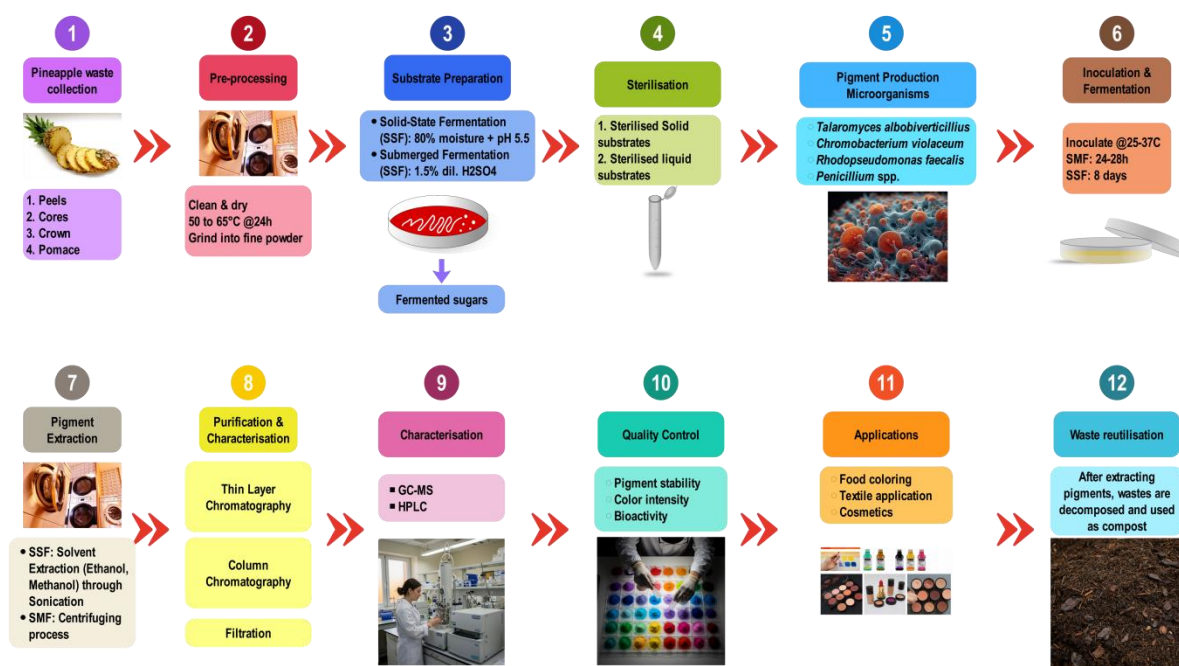 1
Pineapple waste
collection
1. Peels
2. Cores
3. Crown
4. Pomace
2
Pre-processing
Clean & dry
50 to 65°C @24h
Grind into fine powder
3
Substrate Preparation
• Solid-State Fermentation
(SSF): 80% moisture + pH 5.5
• Submerged Fermentation
(SSF): 1.5% dil. H2SO4
Fermented sugars
4
Sterilisation
1. Sterilised Solid
substrates
2. Sterilised liquid
substrates
5
Pigment Production
Microorganisms
• Talaromyces albobiverticillius
• Chromobacterium violaceum
• Rhodopseudomonas faecalis
• Penicillium spp.
6
Inoculation &
Fermentation
Inoculate @25-37C
SMF: 24-28h
SSF: 8 days
7
Pigment
Extraction
• SSF: Solvent
Extraction (Ethanol,
Methanol) through
Sonication
• SMF: Centrifuging
process
8
Purification &
Characterisation
Thin Layer
Chromatography
Column
Chromatography
Filtration
9
Characterisation
■ GC-MS
■ HPLC
10
Quality Control
○ Pigment stability
○ Color intensity
○ Bioactivity
11
Applications
○ Food coloring
○ Textile application
○ Cosmetics
12
Waste reutilisation
After extracting
pigments, wastes are
decomposed and used
as compost